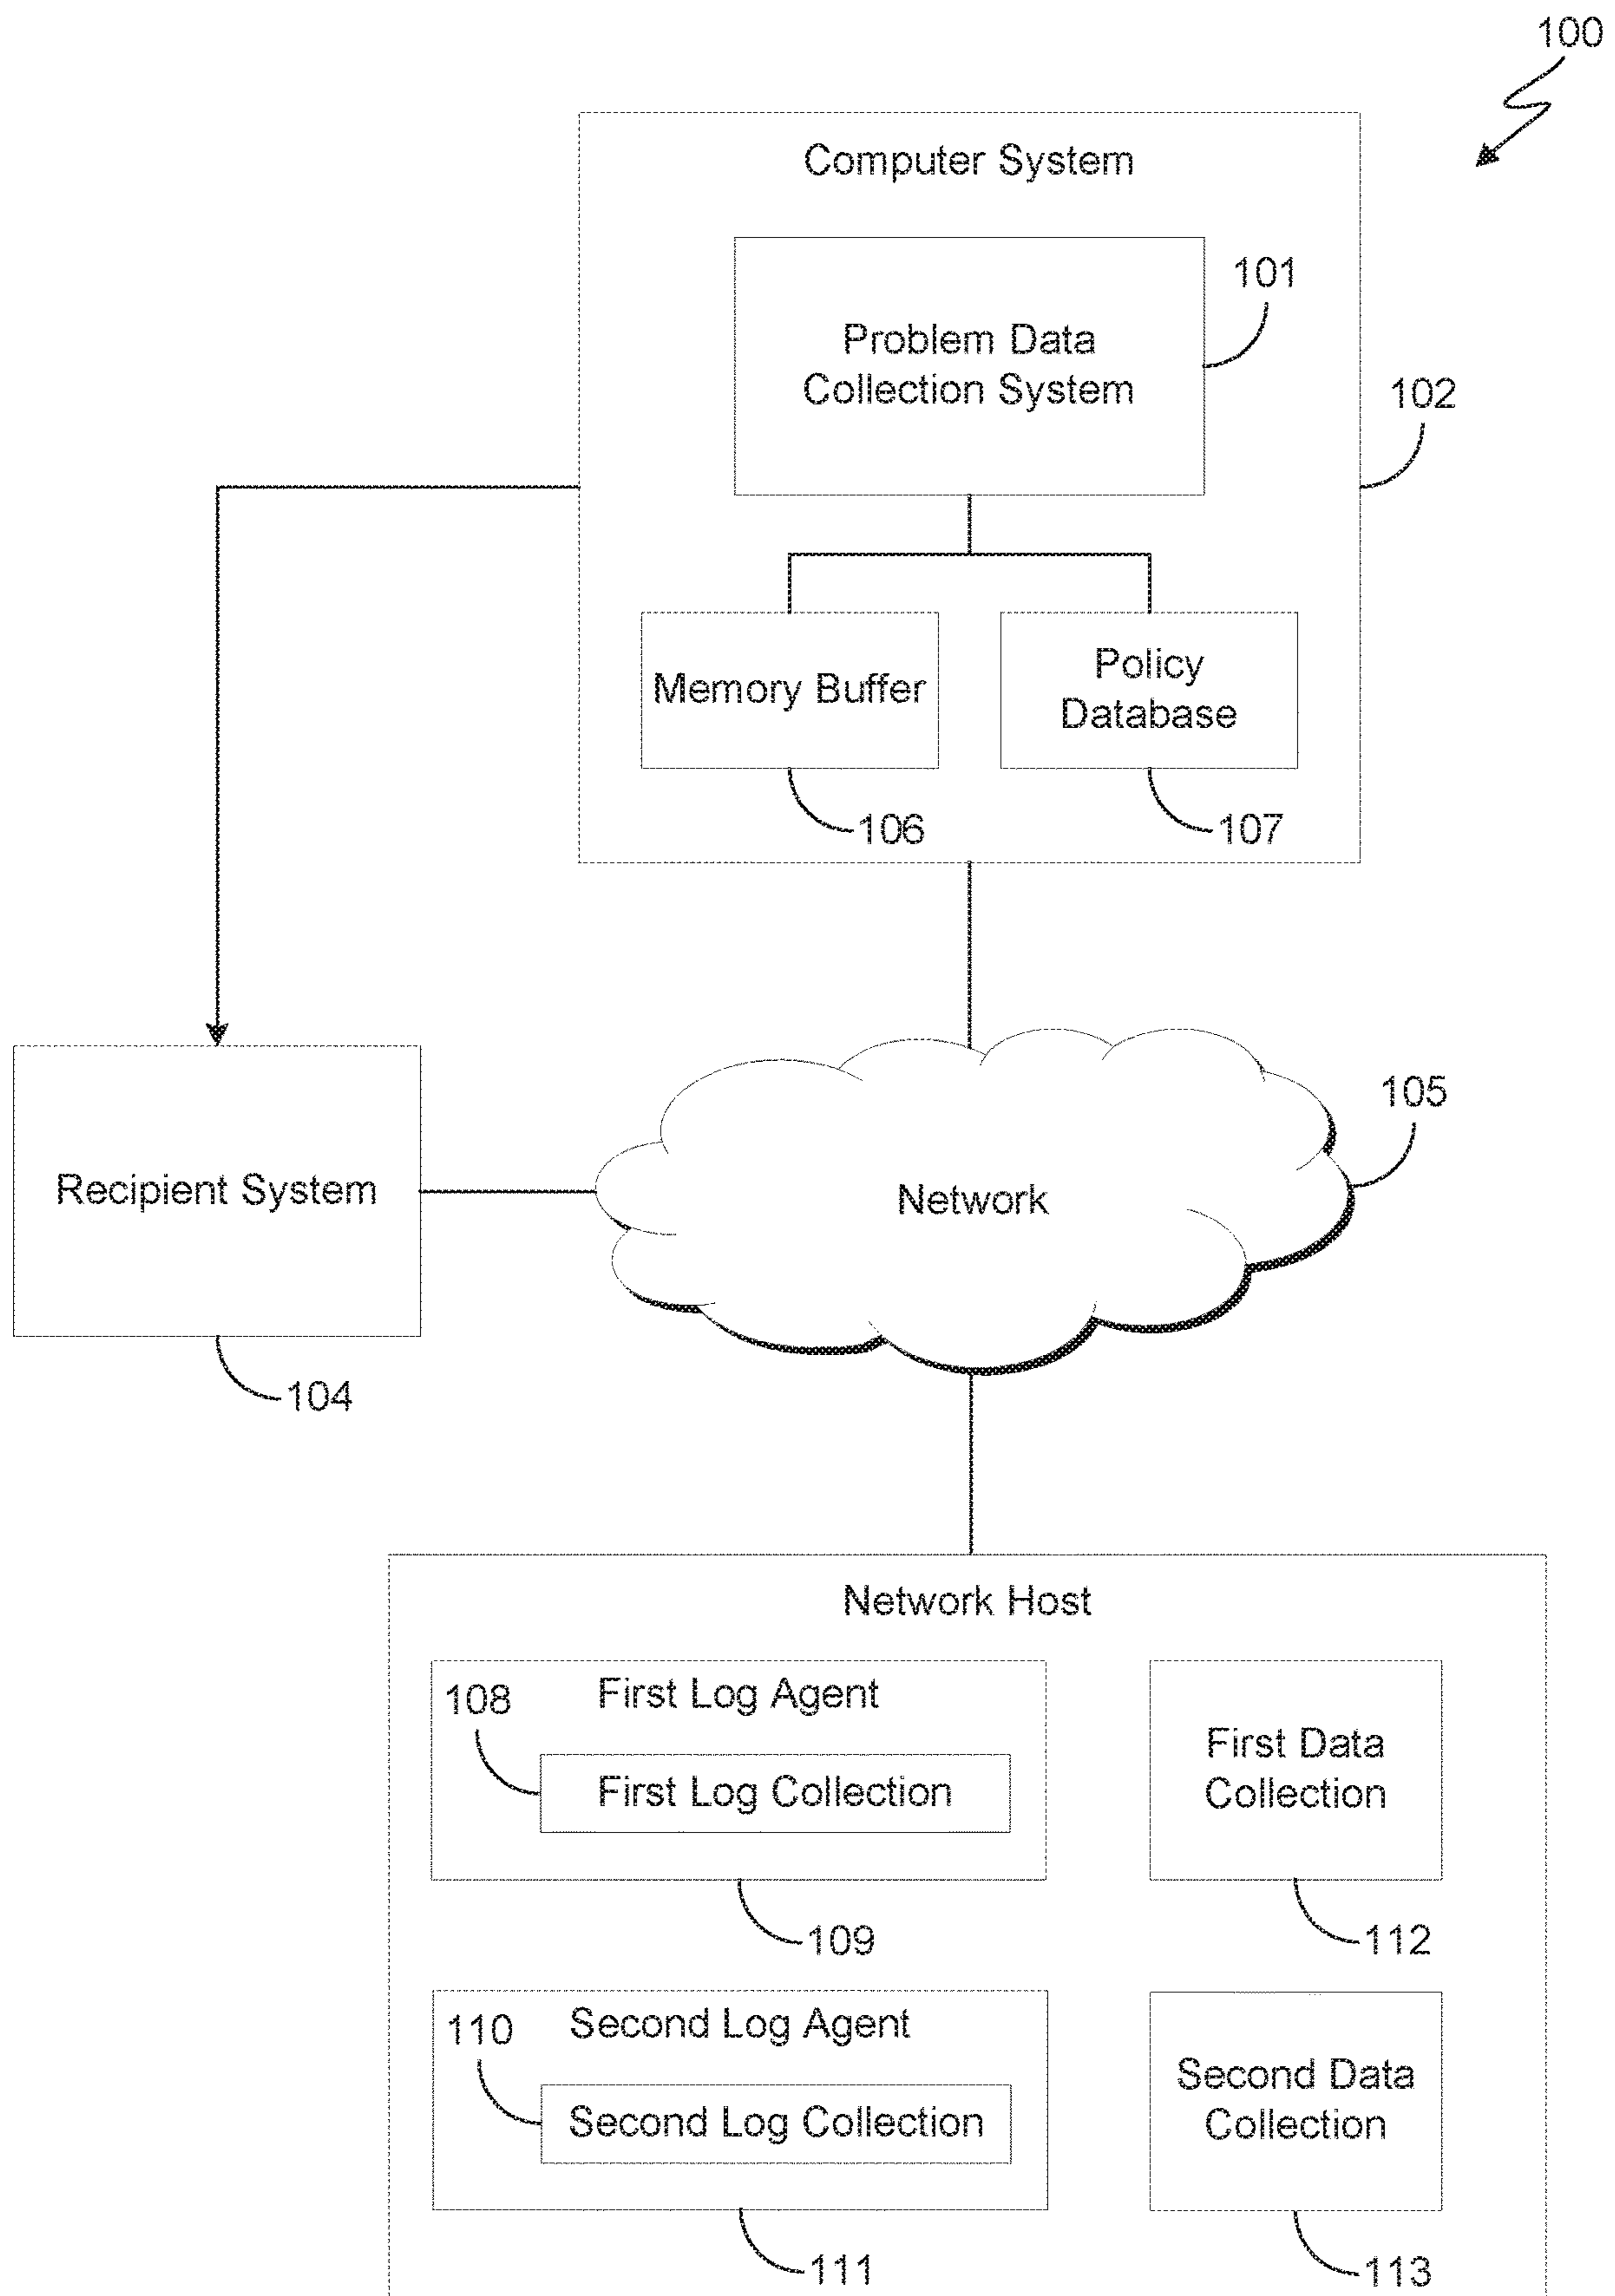 100
Computer System
101
Problem Data
Collection System
102
Memory Buffer
Policy
Database
106
107
105
Recipient System
Network
104
Network Host
108
First Log Agent
First Log Collection
First Data
Collection
109
112
110
Second Log Agent
Second Log Collection
Second Data
Collection
111
113